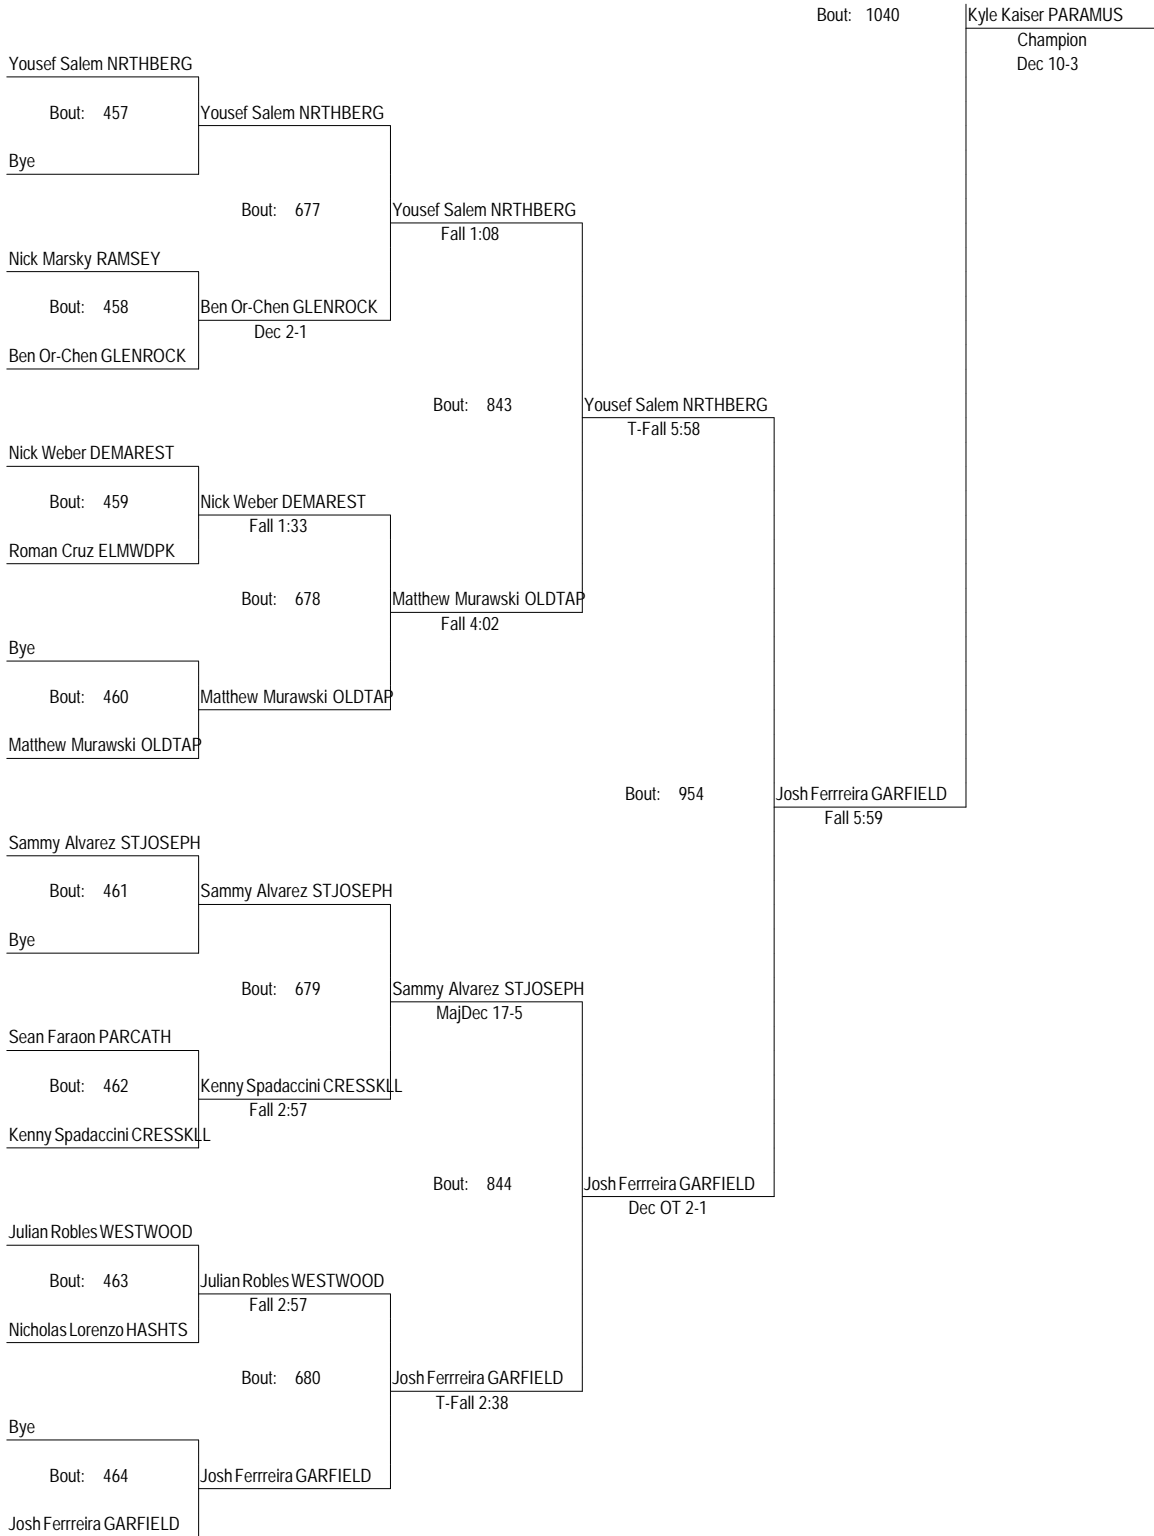 Bout: 1040 Kyle Kaiser PARAMUS
Champion
Yousef Salem NRTHBERG Dec 10-3
Bout: 457 Yousef Salem NRTHBERG
Bye
Bout: 677 Yousef Salem NRTHBERG
Fall 1:08
Nick Marsky RAMSEY
Bout: 458 Ben Or-Chen GLENROCK
Dec 2-1
Ben Or-Chen GLENROCK
Bout: 843 Yousef Salem NRTHBERG
T-Fall 5:58
Nick Weber DEMAREST
Bout: 459 Nick Weber DEMAREST
Fall 1:33
Roman Cruz ELMWDPK
Bout: 678 Matthew Murawski OLDTAP
Fall 4:02
Bye
Bout: 460 Matthew Murawski OLDTAP
Matthew Murawski OLDTAP
Bout: 954 Josh Ferrreira GARFIELD
Fall 5:59
Sammy Alvarez STJOSEPH
Bout: 461 Sammy Alvarez STJOSEPH
Bye
Bout: 679 Sammy Alvarez STJOSEPH
MajDec 17-5
Sean Faraon PARCATH
Bout: 462 Kenny Spadaccini CRESSKLL
Fall 2:57
Kenny Spadaccini CRESSKLL
Bout: 844 Josh Ferrreira GARFIELD
Dec OT 2-1
Julian Robles WESTWOOD
Bout: 463 Julian Robles WESTWOOD
Fall 2:57
Nicholas Lorenzo HASHTS
Bout: 680 Josh Ferrreira GARFIELD
T-Fall 2:38
Bye
Bout: 464 Josh Ferrreira GARFIELD
Josh Ferrreira GARFIELD